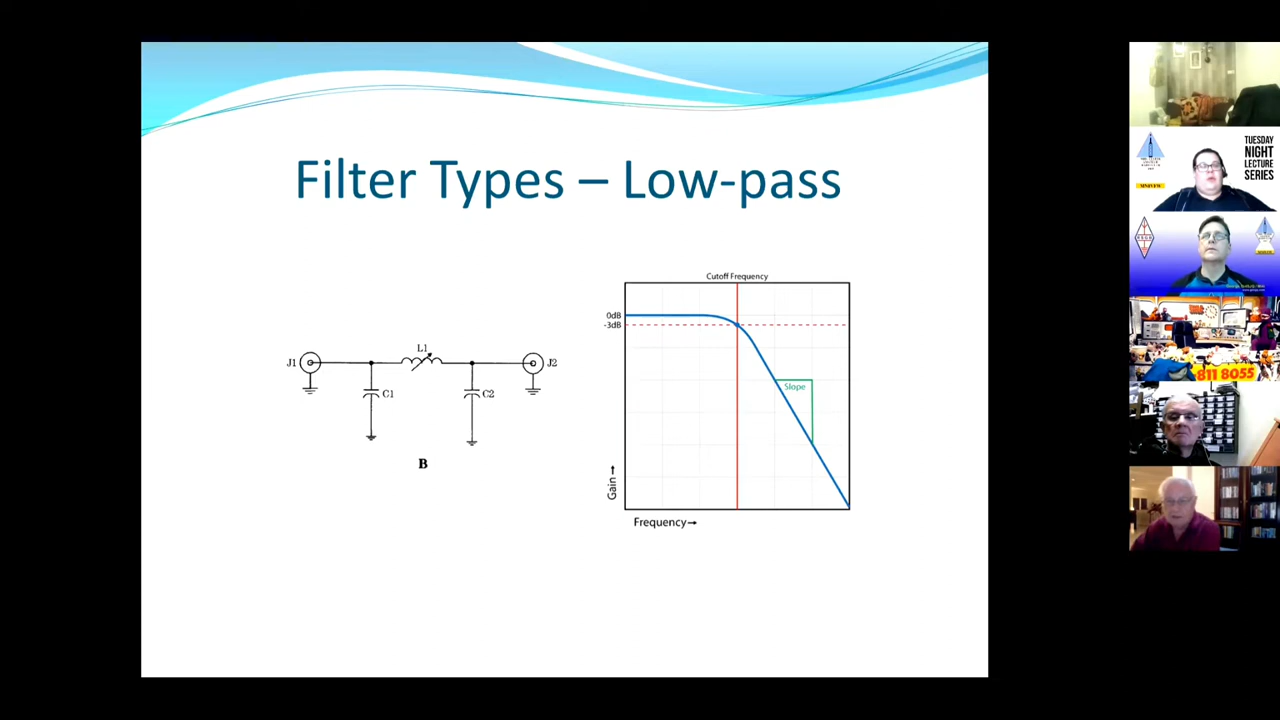 Filter Types – Low-pass
J1
L1
J2
C1
C2
B
Cutoff Frequency
0dB
-3dB
Slope
Gain→
Frequency→
TUESDAY
NIGHT
LECTURE
SERIES
RSGB
811 8055